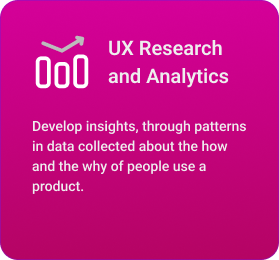 UX Research
and Analytics
Develop insights, through patterns
in data collected about the how
and the why of people use a
product.